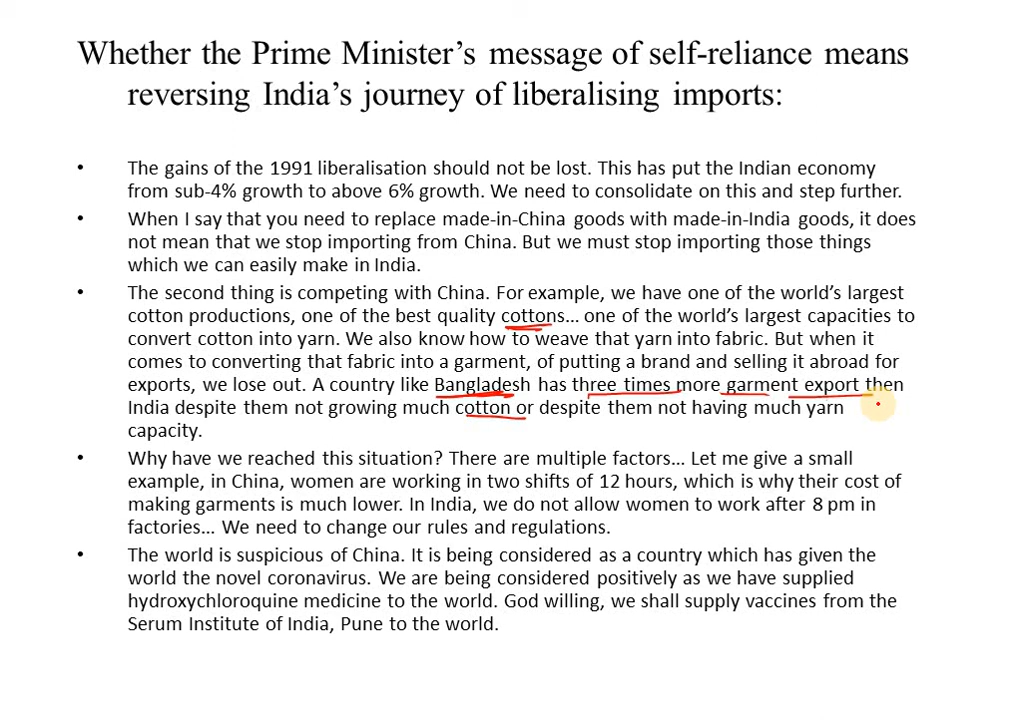 Whether the Prime Minister’s message of self-reliance means
reversing India’s journey of liberalising imports:
• The gains of the 1991 liberalisation should not be lost. This has put the Indian economy
from sub-4% growth to above 6% growth. We need to consolidate on this and step further.
• When I say that you need to replace made-in-China goods with made-in-India goods, it does
not mean that we stop importing from China. But we must stop importing those things
which we can easily make in India.
• The second thing is competing with China. For example, we have one of the world’s largest
cotton productions, one of the best quality cottons... one of the world’s largest capacities to
convert cotton into yarn. We also know how to weave that yarn into fabric. But when it
comes to converting that fabric into a garment, of putting a brand and selling it abroad for
exports, we lose out. A country like Bangladesh has three times more garment export then
India despite them not growing much cotton or despite them not having much yarn
capacity.
• Why have we reached this situation? There are multiple factors... Let me give a small
example, in China, women are working in two shifts of 12 hours, which is why their cost of
making garments is much lower. In India, we do not allow women to work after 8 pm in
factories... We need to change our rules and regulations.
• The world is suspicious of China. It is being considered as a country which has given the
world the novel coronavirus. We are being considered positively as we have supplied
hydroxychloroquine medicine to the world. God willing, we shall supply vaccines from the
Serum Institute of India, Pune to the world.